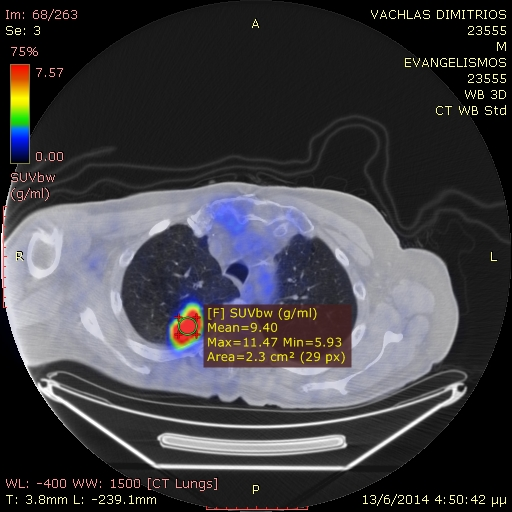 Im: 68/263
Se: 3
75%
7.57
0.00
SUVbw
(g/ml)
A
VACHLAS DIMITRIOS
23555
M
EVANGELISMOS
23555
WB 3D
CT WB Std
R
L
[F] SUVbw (g/ml)
Mean=9.40
Max=11.47 Min=5.93
Area=2.3 cm² (29 px)
WL: -400 WW: 1500 [CT Lungs]
T: 3.8mm L: -239.1mm
P
13/6/2014 4:50:42 μμ